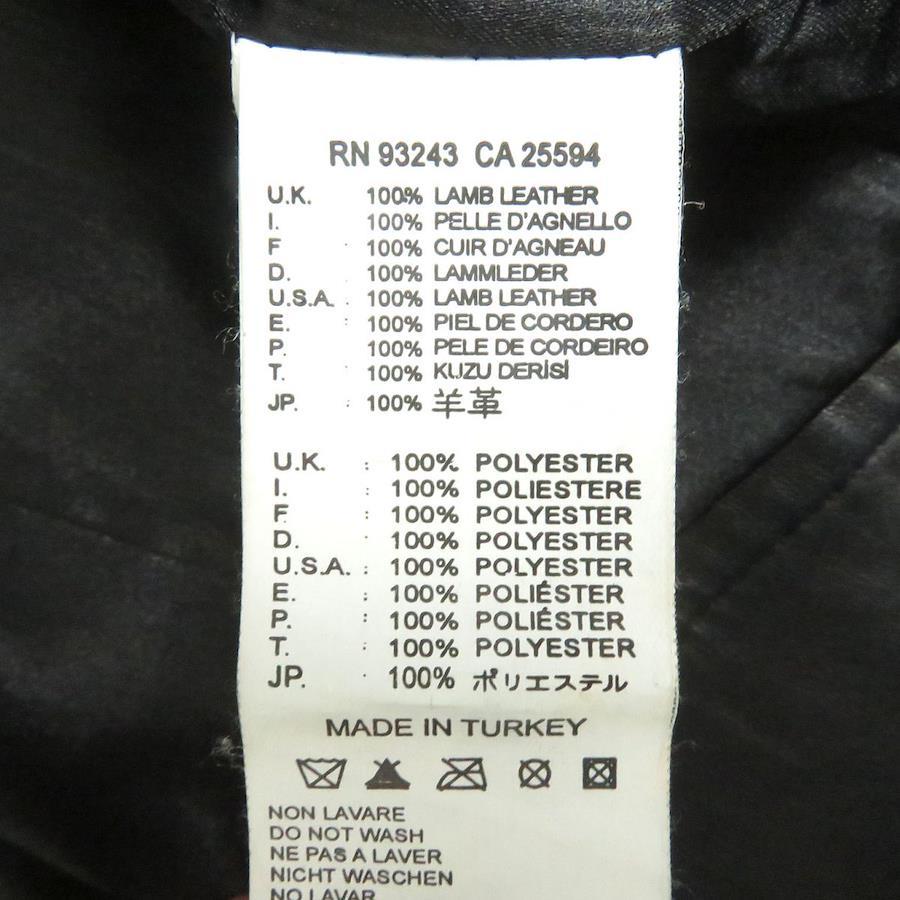 RN 93243 CA 25594
U.K. 100% LAMB LEATHER
I. 100% PELLE D'AGNELLO
F : 100% CUIR D'AGNEAU
D. : 100% LAMMLEDER
U.S.A. : 100% LAMB LEATHER
E. : 100% PIEL DE CORDERO
P. 100% PELE DE CORDEIRO
T. : 100% KUZU DERİSİ
JP. : 100% 羊革
U.K. : 100% POLYESTER
I. : 100% POLIESTERE
F. : 100% POLYESTER
D. : 100% POLYESTER
U.S.A. : 100% POLYESTER
E. : 100% POLIÉSTER
P. : 100% POLIÉSTER
T. : 100% POLYESTER
JP. : 100% ポリエステル
MADE IN TURKEY
NON LAVARE
DO NOT WASH
NE PAS A LAVER
NICHT WASCHEN
NO LAVAR